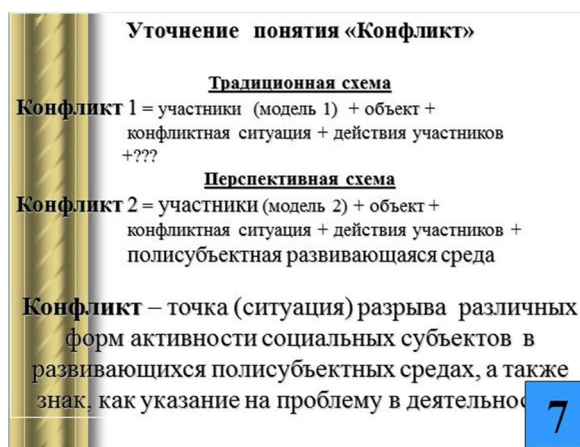 Уточнение понятия «Конфликт»
Традиционная схема
Конфликт 1 = участники (модель 1) + объект +
конфликтная ситуация + действия участников
+???
Перспективная схема
Конфликт 2 = участники (модель 2) + объект +
конфликтная ситуация + действия участников +
полисубъектная развивающаяся среда
Конфликт – точка (ситуация) разрыва различных
форм активности социальных субъектов в
развивающихся полисубъектных средах, а также
знак, как указание на проблему в
7